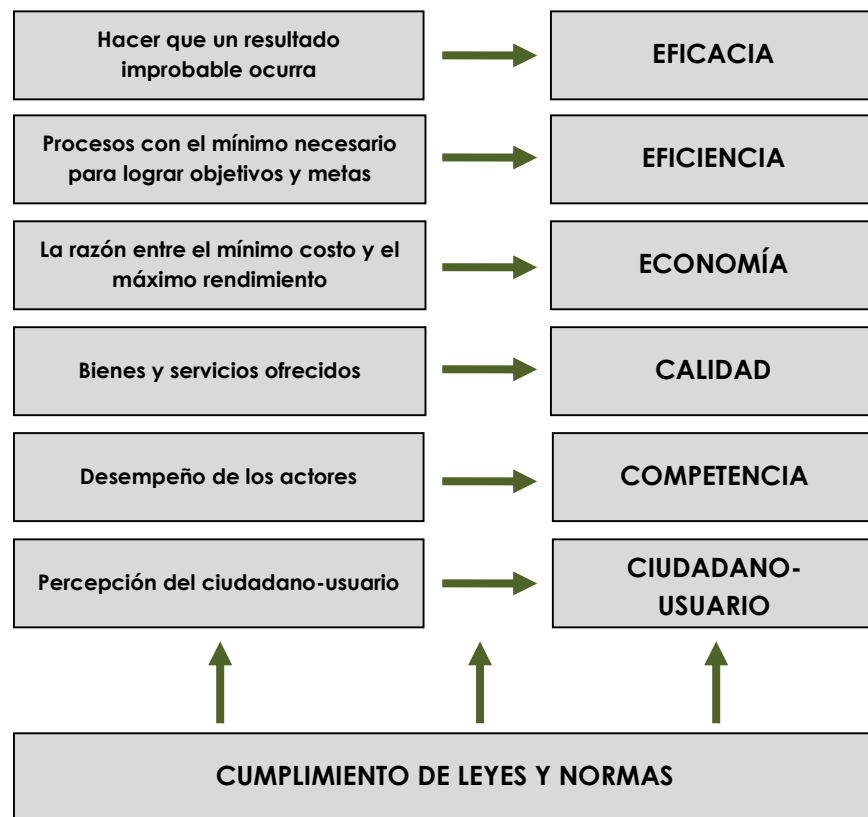 Hacer que un resultado
improbable ocurra
EFICACIA
Procesos con el mínimo necesario
para lograr objetivos y metas
EFICIENCIA
La razón entre el mínimo costo y el
máximo rendimiento
ECONOMÍA
Bienes y servicios ofrecidos
CALIDAD
Desempeño de los actores
COMPETENCIA
Percepción del ciudadano-usuario
CIUDADANO-
USUARIO
CUMPLIMIENTO DE LEYES Y NORMAS